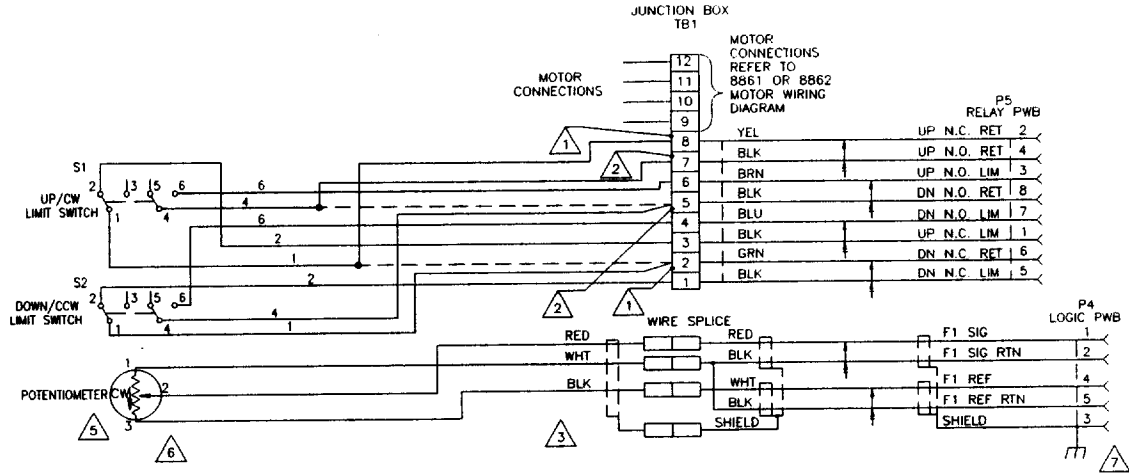 JUNCTION BOX
TB1
MOTOR
CONNECTIONS
REFER TO
8861 OR 8862
MOTOR WIRING
DIAGRAM
MOTOR
CONNECTIONS
12
11
10
9
8
7
6
5
4
3
2
1
1
2
2
1
P5
RELAY PWB
YEL UP N.C. RET 2
BLK UP N.O. RET 4
BRN UP N.O. LIM 3
BLK DN N.O. RET 8
BLU DN N.O. LIM 7
BLK UP N.C. LIM 1
GRN DN N.C. RET 6
BLK DN N.C. LIM 5
S1
2 3 5 6
1 4
UP/CW
LIMIT SWITCH
6
4
6
2
1
2
4
1
S2
2 3 5 6
1 4
DOWN/CCW
LIMIT SWITCH
WIRE SPLICE
P4
LOGIC PWB
RED RED F1 SIG 1
WHT BLK F1 SIG RTN 2
BLK WHT F1 REF 4
BLK F1 REF RTN 5
SHIELD SHIELD 3
1
POTENTIOMETER CW 2
3
5
6
3
7